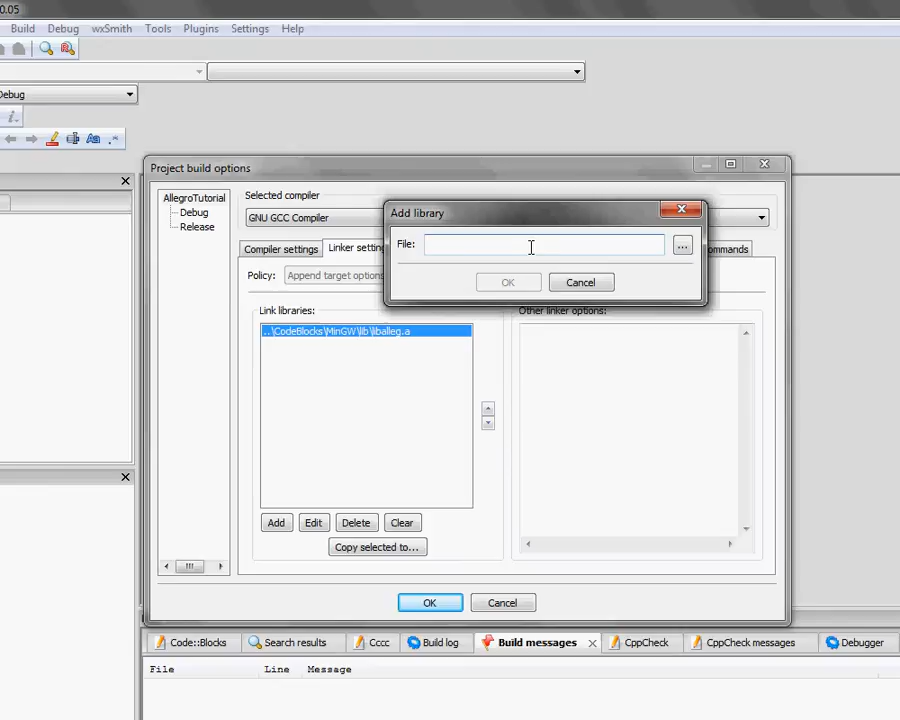 0.05
Build Debug wxSmith Tools Plugins Settings Help
Debug
Project build options
AllegroTutorial
Debug
Release
Selected compiler
GNU GCC Compiler
Compiler settings
Linker settin
ommands
Policy:
Append target options
Add library
File:
...
OK
Cancel
Link libraries:
..\CodeBlocks\MinGW\lib\liballeg.a
Add
Edit
Delete
Clear
Copy selected to...
Other linker options:
OK
Cancel
Code::Blocks
Search results
Cccc
Build log
Build messages
CppCheck
CppCheck messages
Debugger
File Line Message